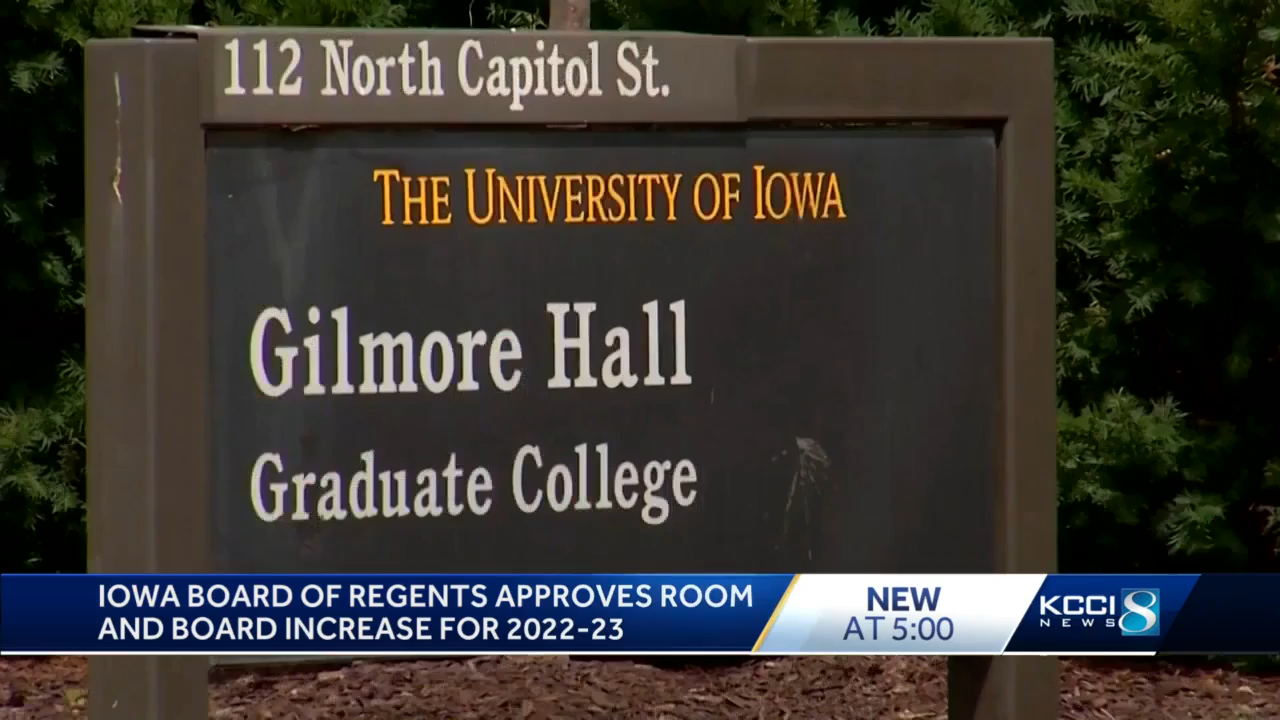 112 North Capitol St.
THE UNIVERSITY OF IOWA
Gilmore Hall
Graduate College
IOWA BOARD OF REGENTS APPROVES ROOM
AND BOARD INCREASE FOR 2022-23
NEW
AT 5:00
KCCI 8
NEWS